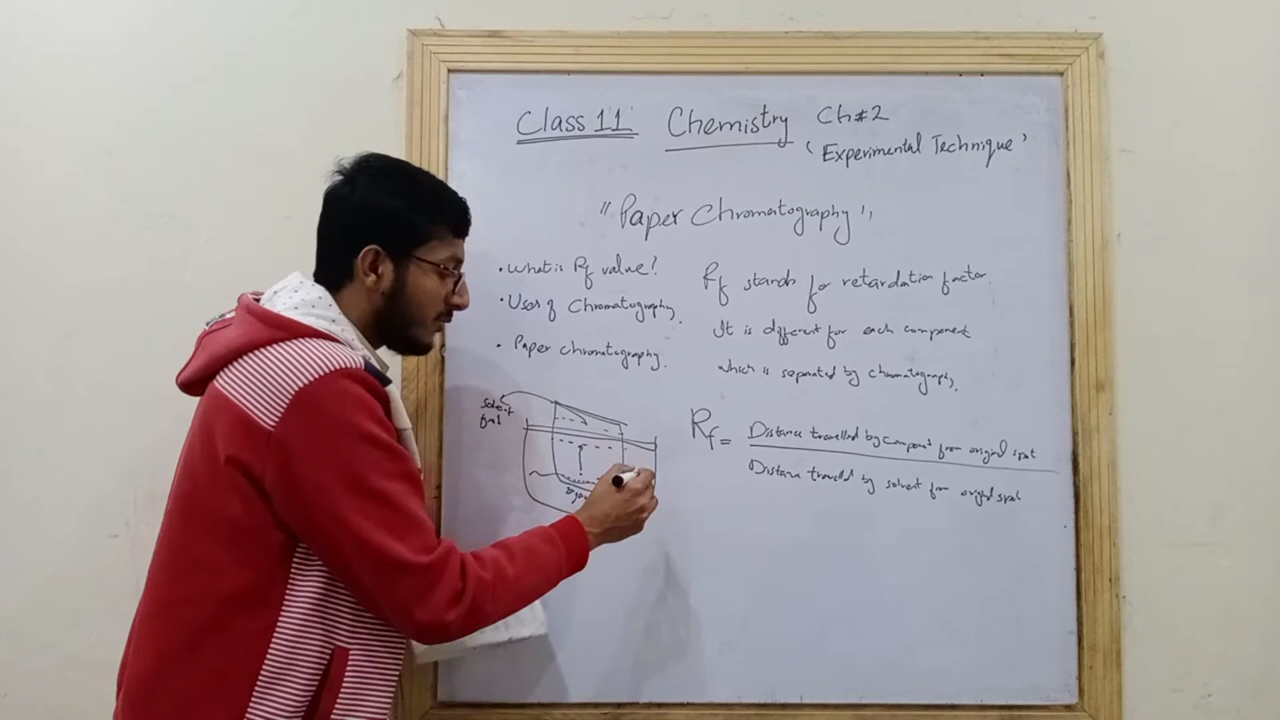 Class 11 Chemistry Ch#2
' Experimental Technique '
" Paper Chromatography "
• What is Rf value?
• Uses of Chromatography.
• Paper chromatography.
Rf stands for retardation factor.
It is different for each component
which is separated by chromatography.
solvent
Rf = Distance travelled by component from original spot
Distance travelled by solvent from original spot